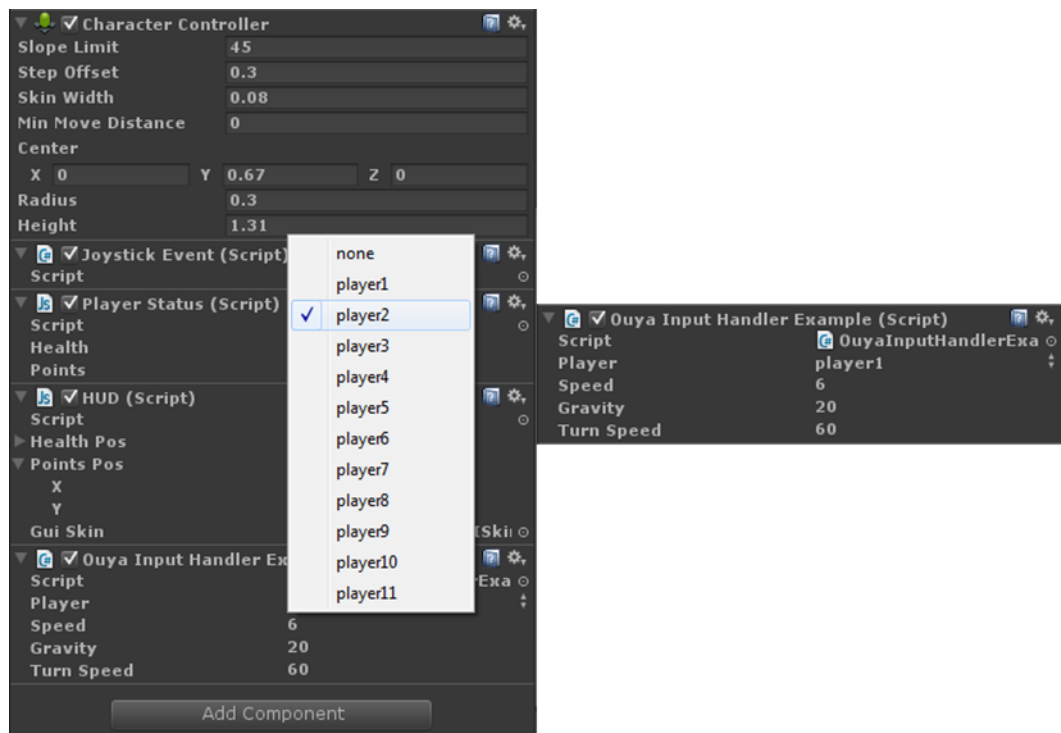 Character Controller
Slope Limit 45
Step Offset 0.3
Skin Width 0.08
Min Move Distance 0
Center
X 0 Y 0.67 Z 0
Radius 0.3
Height 1.31
Joystick Event (Script)
Script
Player Status (Script)
Script
Health
Points
HUD (Script)
Script
Health Pos
Points Pos
X
Y
Gui Skin
Ouya Input Handler Ex
Script
Player
Speed 6
Gravity 20
Turn Speed 60
Add Component
none
player1
player2
player3
player4
player5
player6
player7
player8
player9
player10
player11
Ouya Input Handler Example (Script)
Script OuyaInputHandlerExa
Player player1
Speed 6
Gravity 20
Turn Speed 60